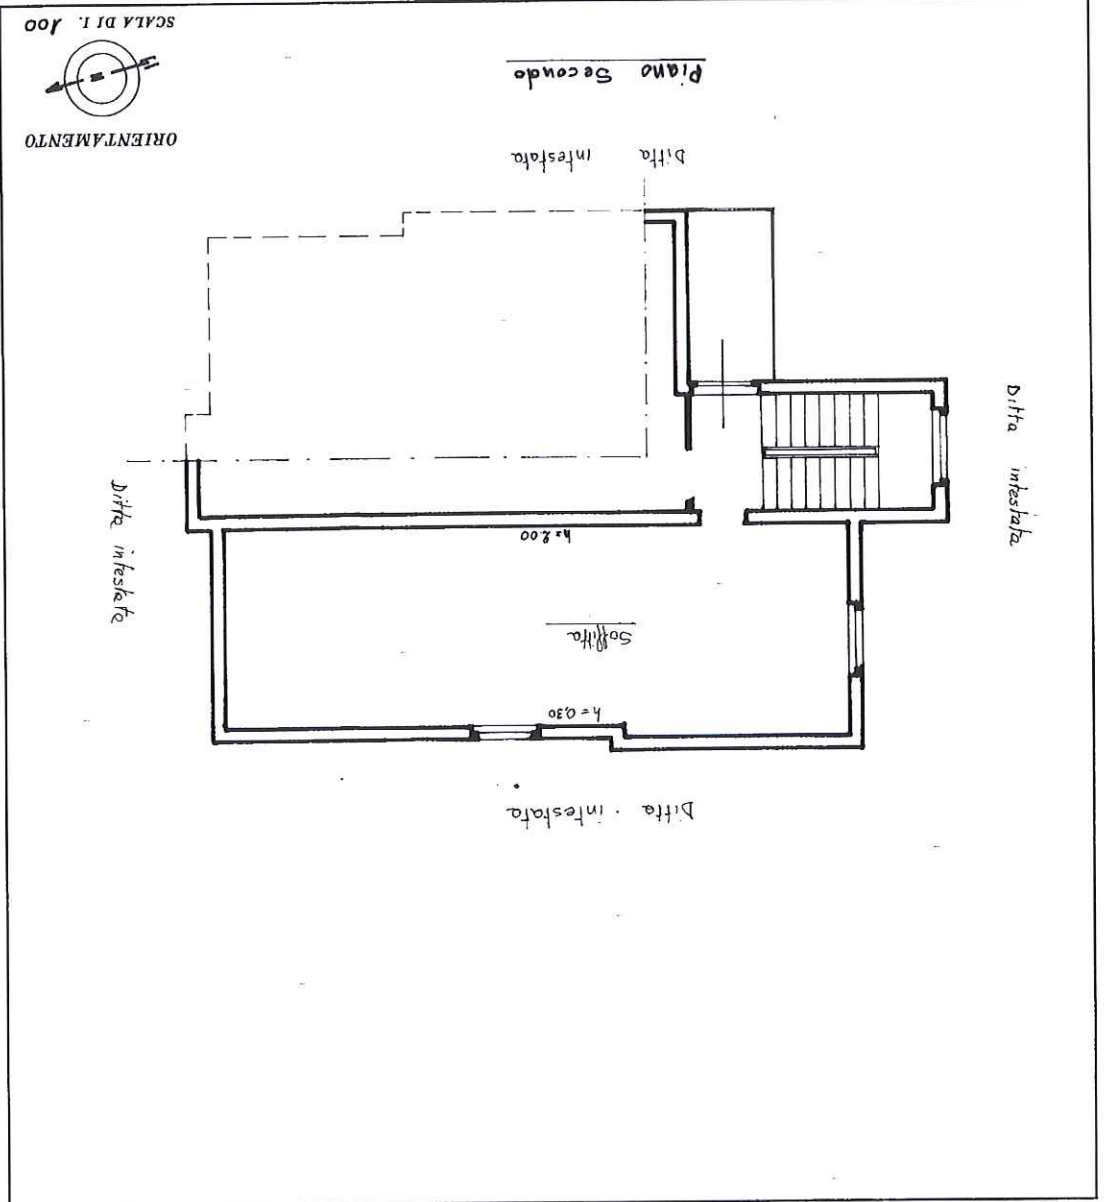 Ditta . intestata
h = 0,30
Soffitta
h = 2.00
Ditta intestata
Ditta intestata
Ditta intestata
Piano Secondo
ORIENTAMENTO
N
SCALA DI 1. 100